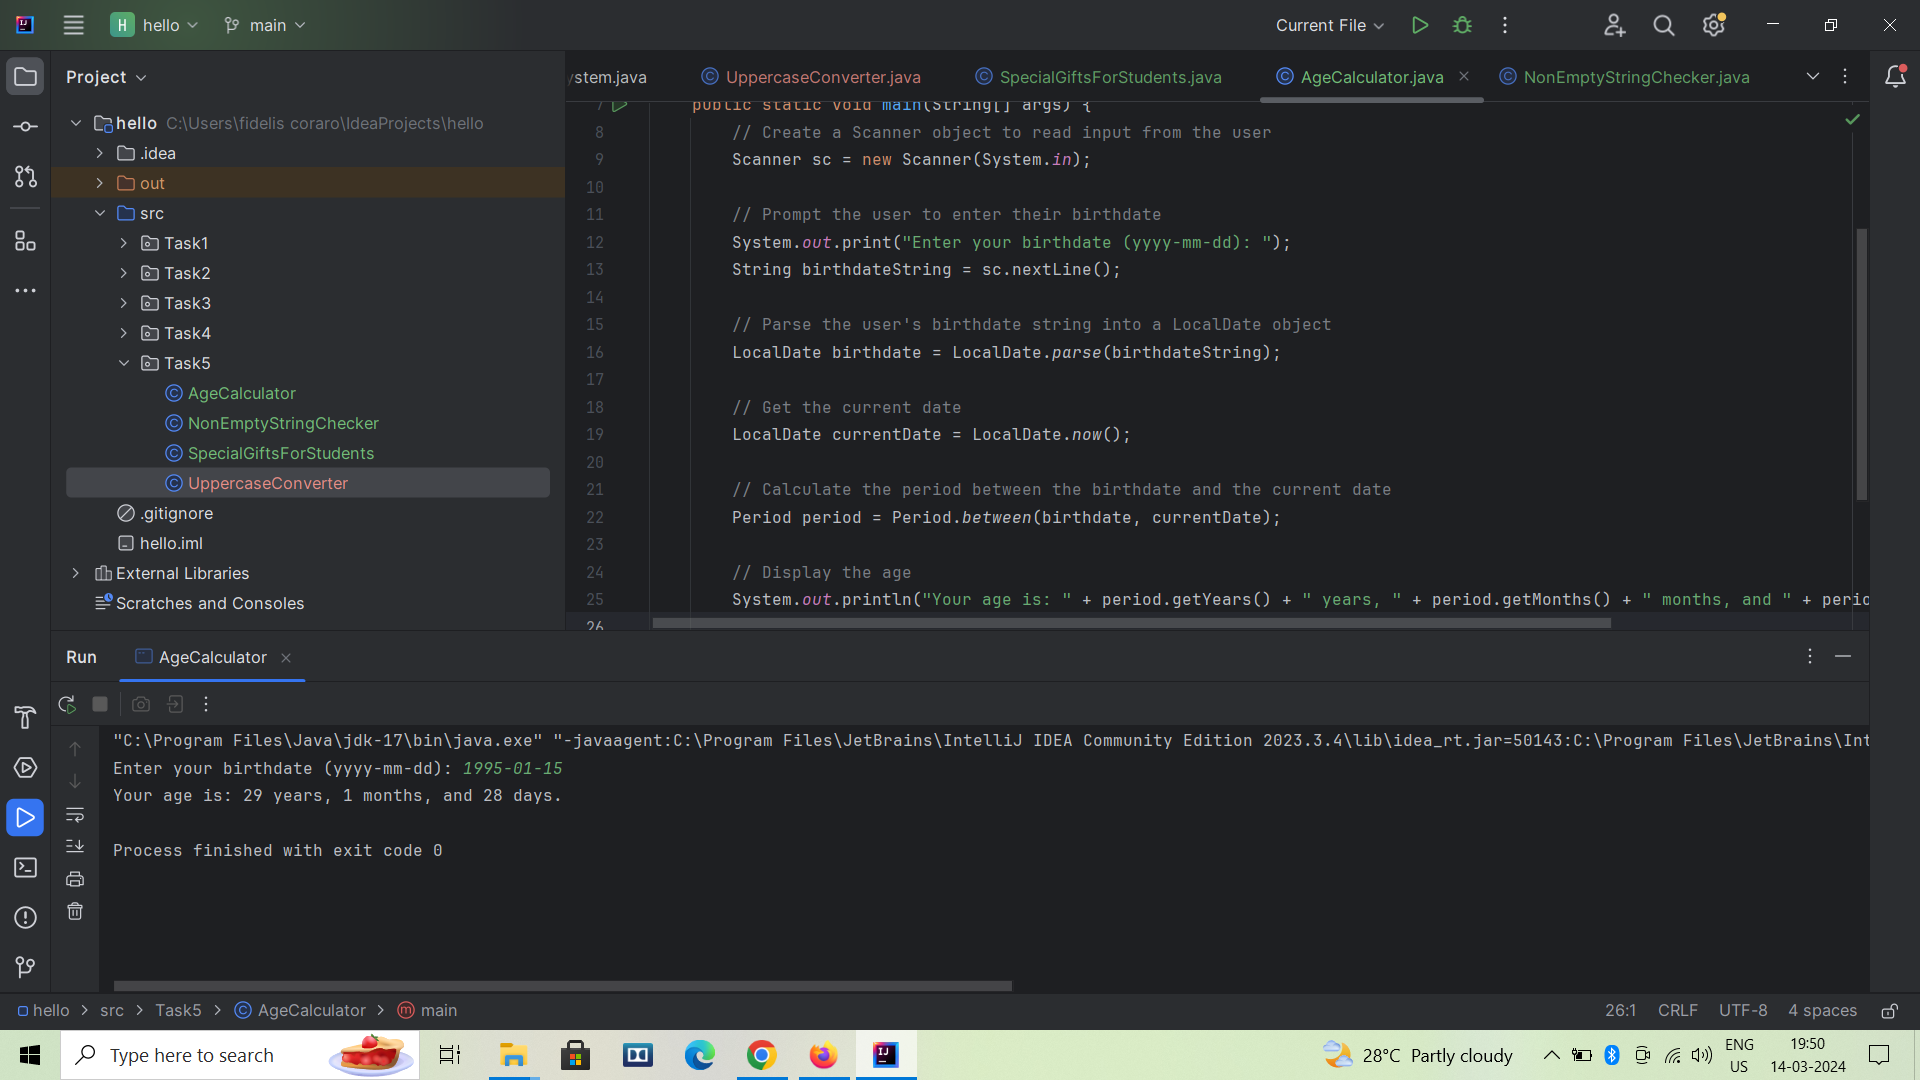 H hello main Current File
Project
ystem.java UppercaseConverter.java SpecialGiftsForStudents.java AgeCalculator.java NonEmptyStringChecker.java
hello C:\Users\fidelis coraro\IdeaProjects\hello
.idea
out
src
Task1
Task2
Task3
Task4
Task5
AgeCalculator
NonEmptyStringChecker
SpecialGiftsForStudents
UppercaseConverter
.gitignore
hello.iml
External Libraries
Scratches and Consoles
7 public static void main(String[] args) {
8 // Create a Scanner object to read input from the user
9 Scanner sc = new Scanner(System.in);
10
11 // Prompt the user to enter their birthdate
12 System.out.print("Enter your birthdate (yyyy-mm-dd): ");
13 String birthdateString = sc.nextLine();
14
15 // Parse the user's birthdate string into a LocalDate object
16 LocalDate birthdate = LocalDate.parse(birthdateString);
17
18 // Get the current date
19 LocalDate currentDate = LocalDate.now();
20
21 // Calculate the period between the birthdate and the current date
22 Period period = Period.between(birthdate, currentDate);
23
24 // Display the age
25 System.out.println("Your age is: " + period.getYears() + " years, " + period.getMonths() + " months, and " + perio
26
Run AgeCalculator
"C:\Program Files\Java\jdk-17\bin\java.exe" "-javaagent:C:\Program Files\JetBrains\IntelliJ IDEA Community Edition 2023.3.4\lib\idea_rt.jar=50143:C:\Program Files\JetBrains\Int
Enter your birthdate (yyyy-mm-dd): 1995-01-15
Your age is: 29 years, 1 months, and 28 days.
Process finished with exit code 0
hello > src > Task5 > AgeCalculator > main 26:1 CRLF UTF-8 4 spaces
Type here to search 28°C Partly cloudy
ENG
US
19:50
14-03-2024